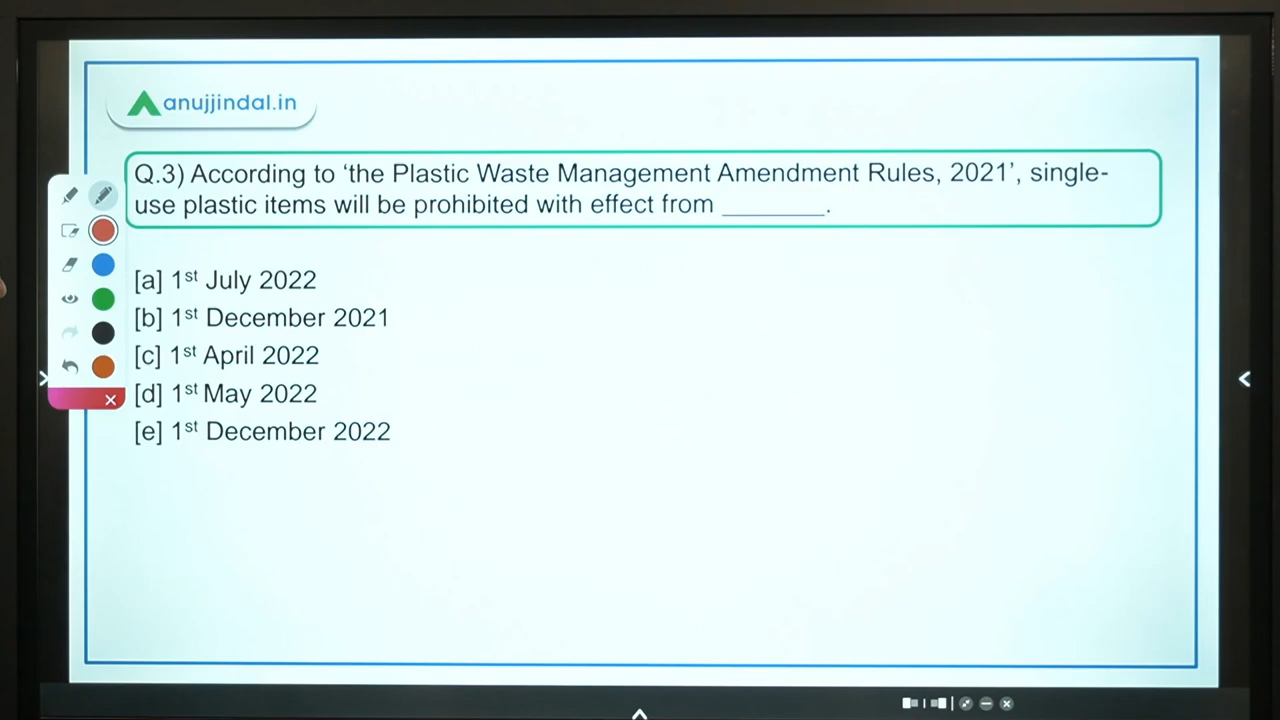 anujjindal.in
Q.3) According to ‘the Plastic Waste Management Amendment Rules, 2021’, single-
use plastic items will be prohibited with effect from ________.
[a] 1st July 2022
[b] 1st December 2021
[c] 1st April 2022
[d] 1st May 2022
[e] 1st December 2022